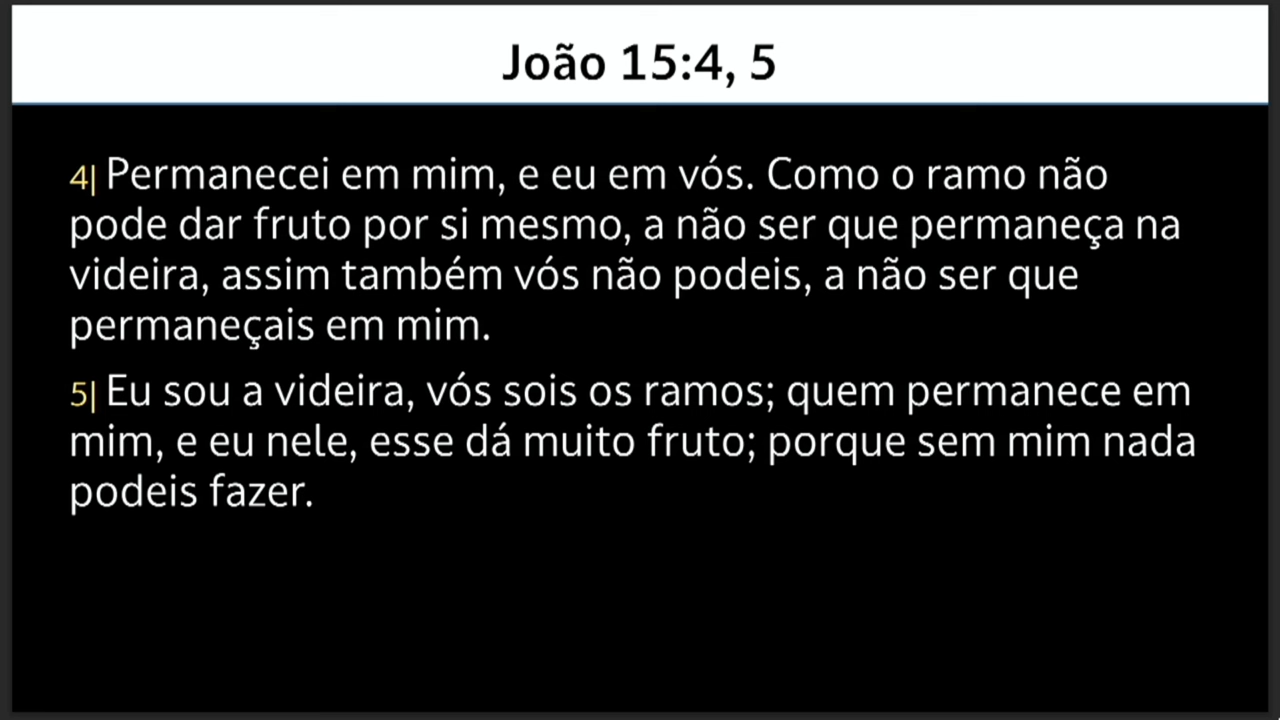 João 15:4, 5
4| Permanecei em mim, e eu em vós. Como o ramo não
pode dar fruto por si mesmo, a não ser que permaneça na
videira, assim também vós não podeis, a não ser que
permaneçais em mim.
5| Eu sou a videira, vós sois os ramos; quem permanece em
mim, e eu nele, esse dá muito fruto; porque sem mim nada
podeis fazer.